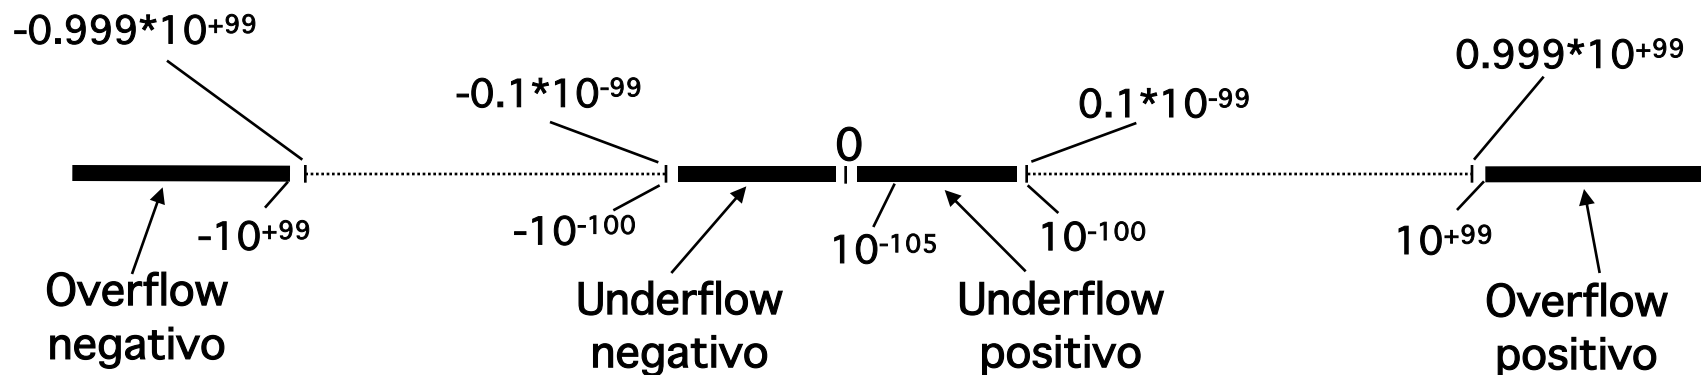 -0.999*10⁺⁹⁹
0.999*10⁺⁹⁹
-0.1*10⁻⁹⁹
0.1*10⁻⁹⁹
0
-10⁺⁹⁹
-10⁻¹⁰⁰
10⁻¹⁰⁵
10⁻¹⁰⁰
10⁺⁹⁹
Overflow
negativo
Underflow
negativo
Underflow
positivo
Overflow
positivo